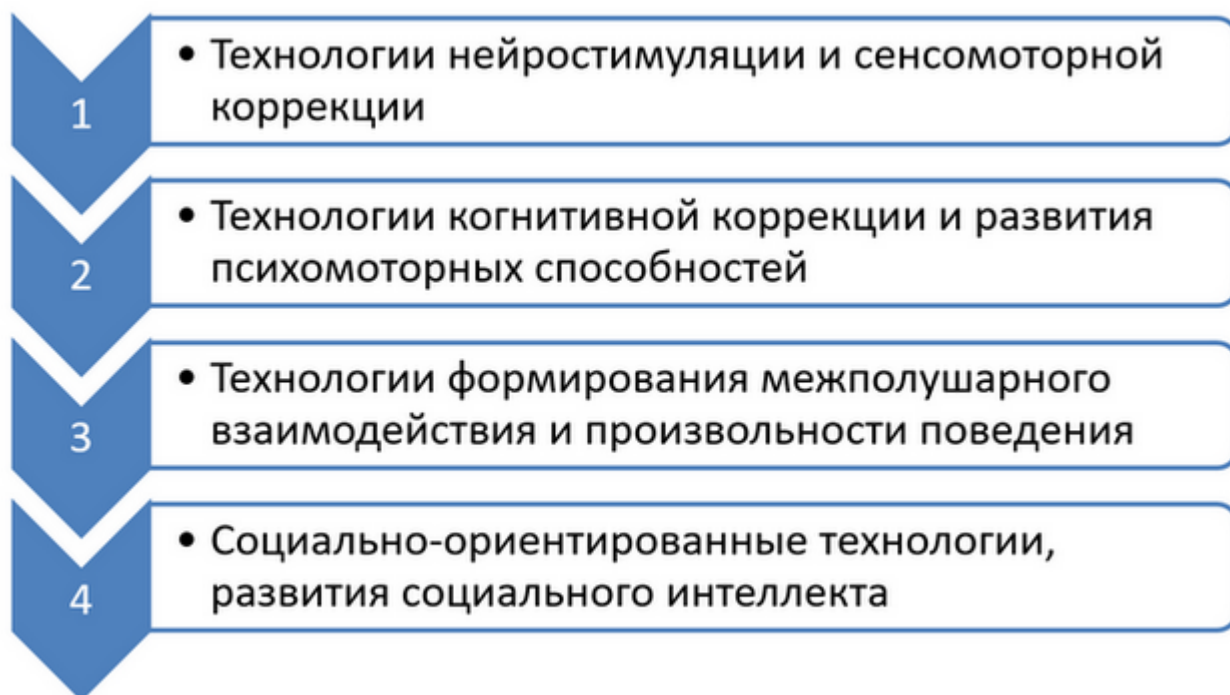 1
• Технологии нейростимуляции и сенсомоторной
коррекции
2
• Технологии когнитивной коррекции и развития
психомоторных способностей
3
• Технологии формирования межполушарного
взаимодействия и произвольности поведения
4
• Социально-ориентированные технологии,
развития социального интеллекта